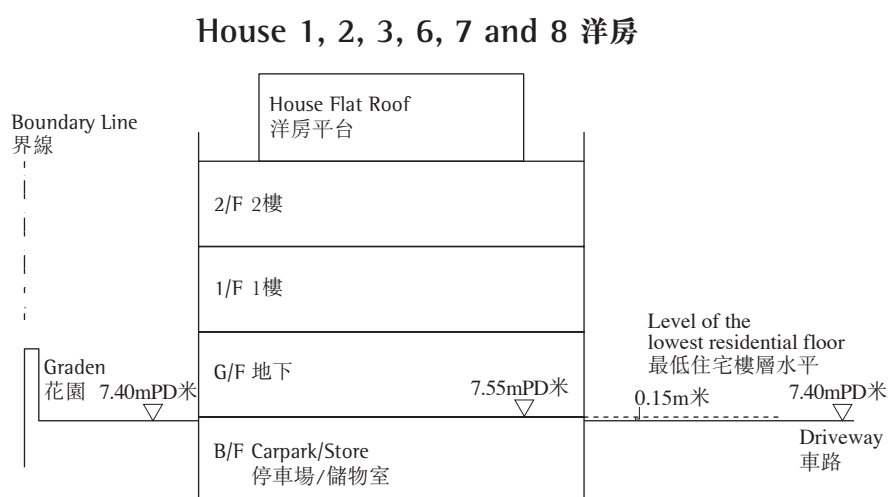 House 1, 2, 3, 6, 7 and 8 洋房
House Flat Roof
洋房平台
Boundary Line
界線
2/F 2樓
1/F 1樓
Level of the
lowest residential floor
最低住宅樓層水平
Graden
花園 7.40mPD米
G/F 地下
7.55mPD米
0.15m米
7.40mPD米
Driveway
車路
B/F Carpark/Store
停車場/儲物室